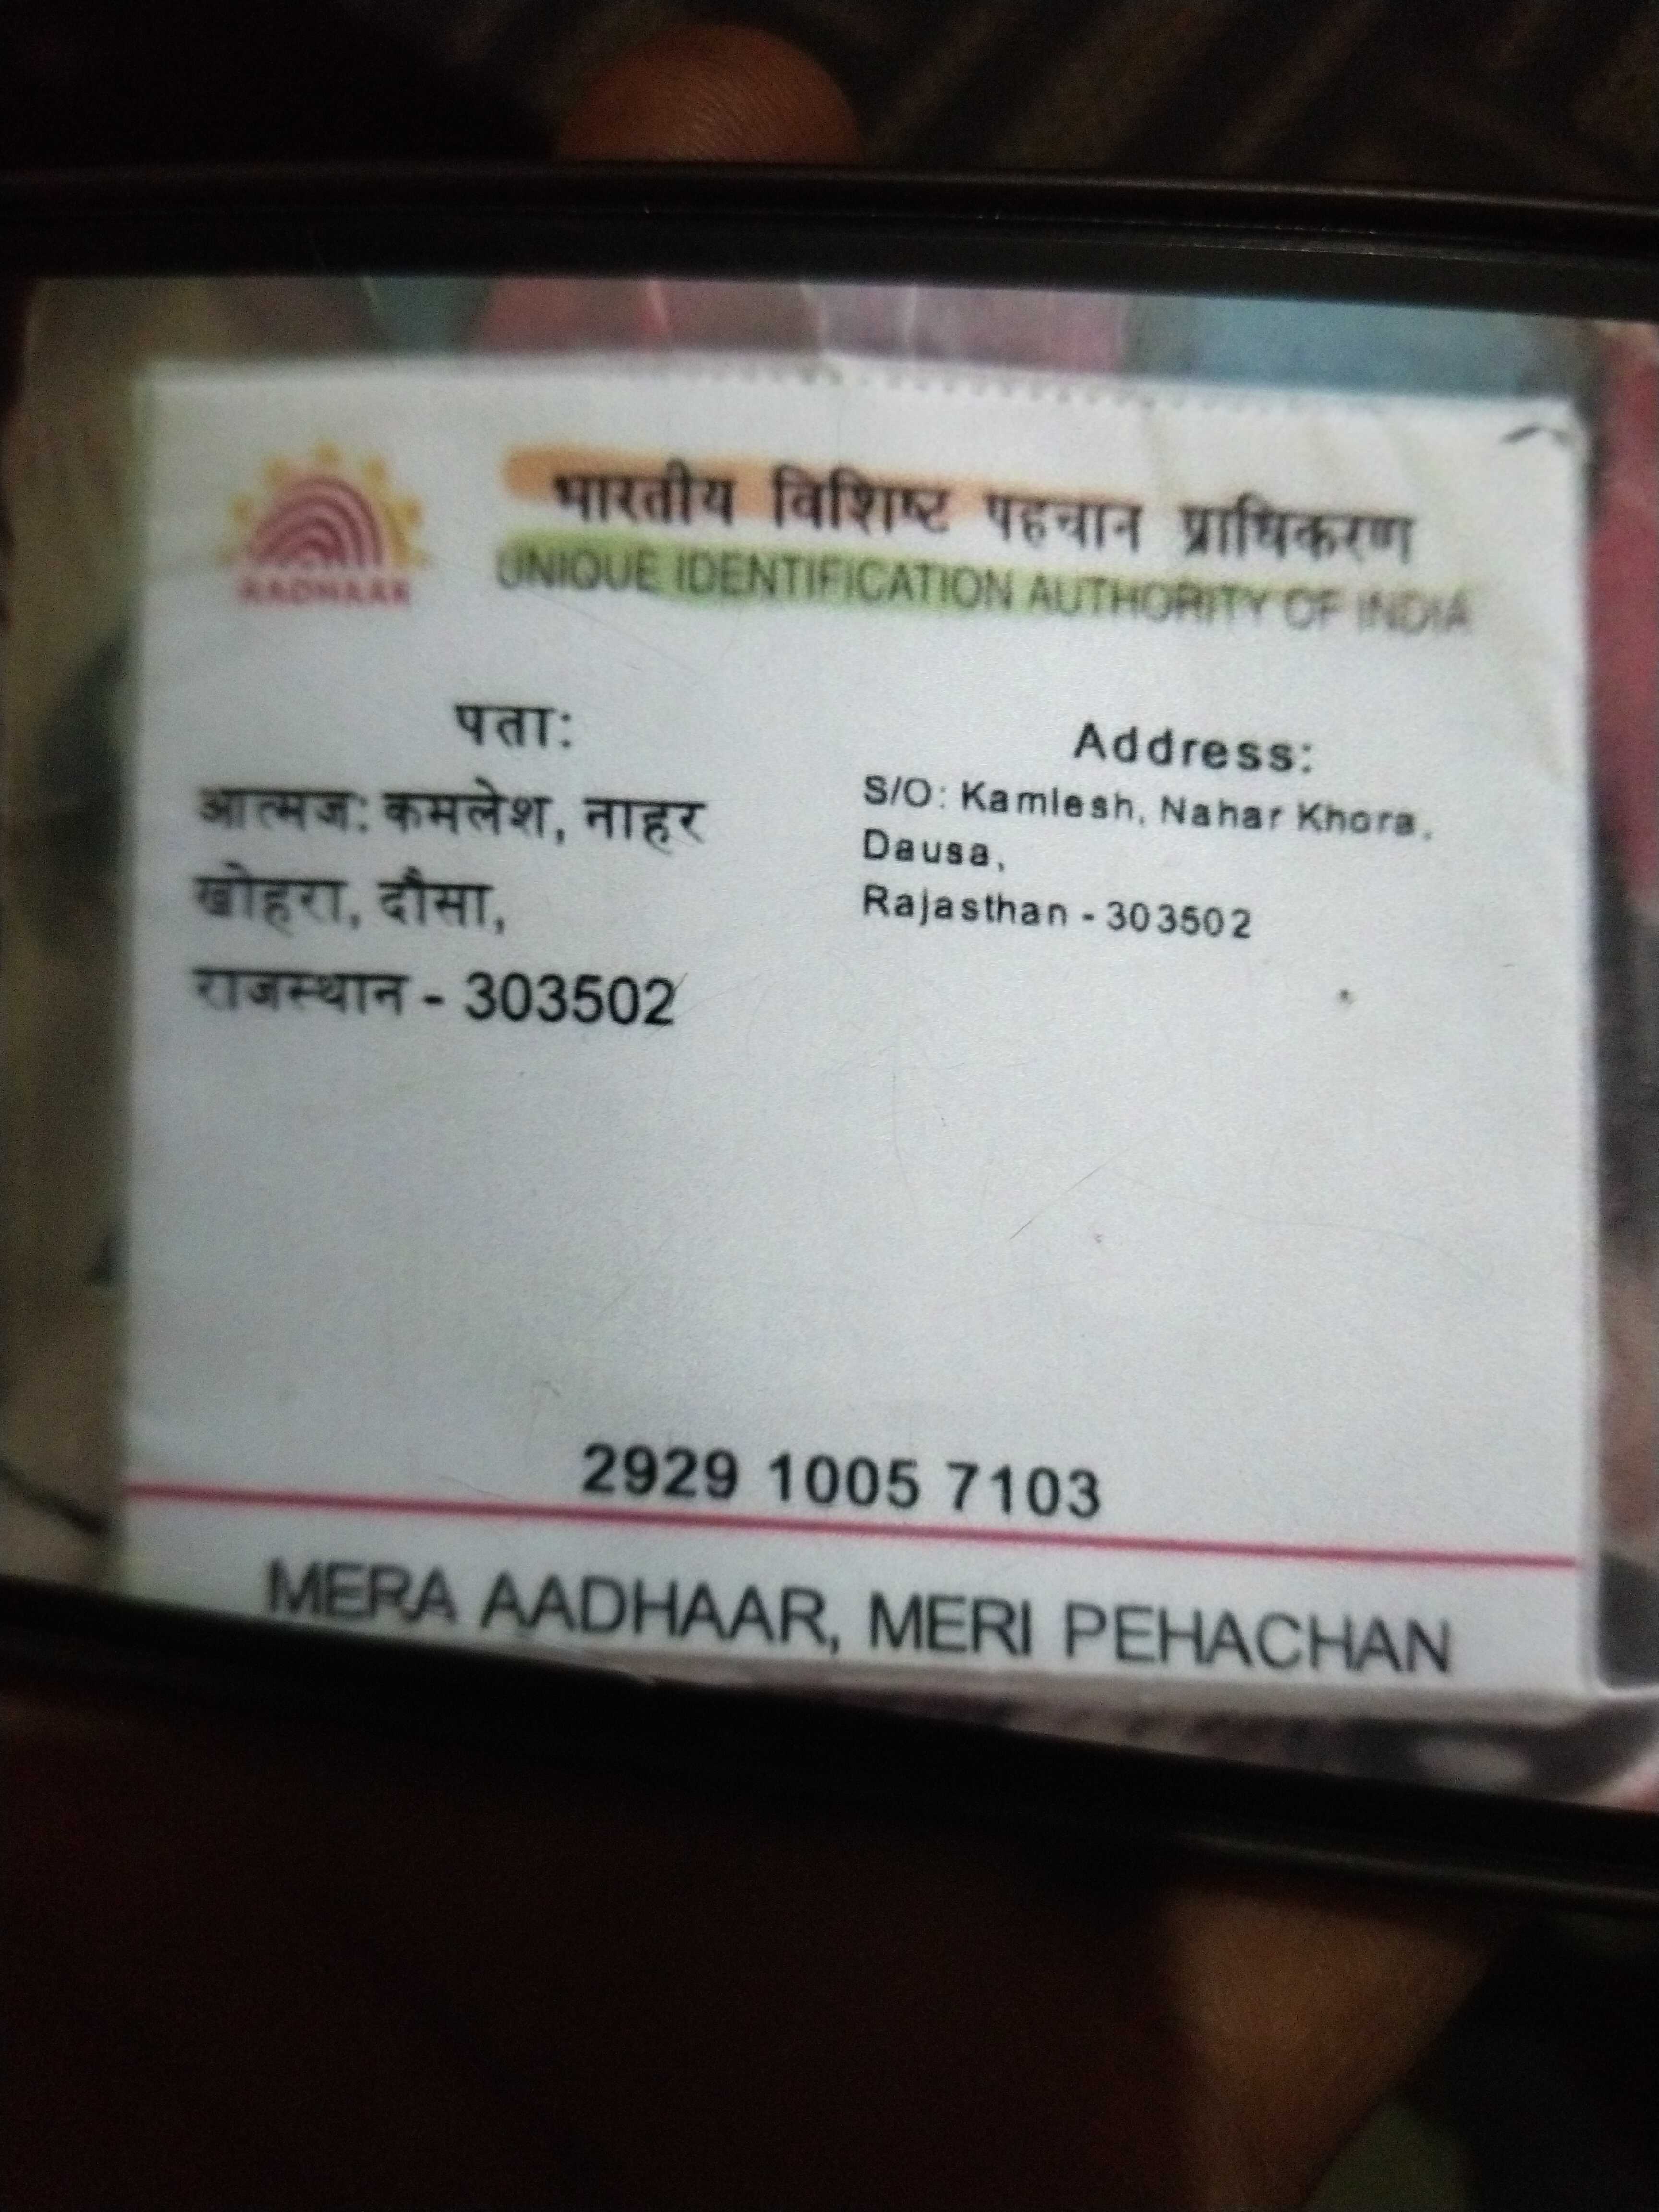 AADHAAR
भारतीय विशिष्ट पहचान प्राधिकरण
UNIQUE IDENTIFICATION AUTHORITY OF INDIA
पता:
आत्मज: कमलेश, नाहर
खोहरा, दौसा,
राजस्थान - 303502
Address:
S/O: Kamlesh, Nahar Khora,
Dausa,
Rajasthan - 303502
2929 1005 7103
MERA AADHAAR, MERI PEHACHAN